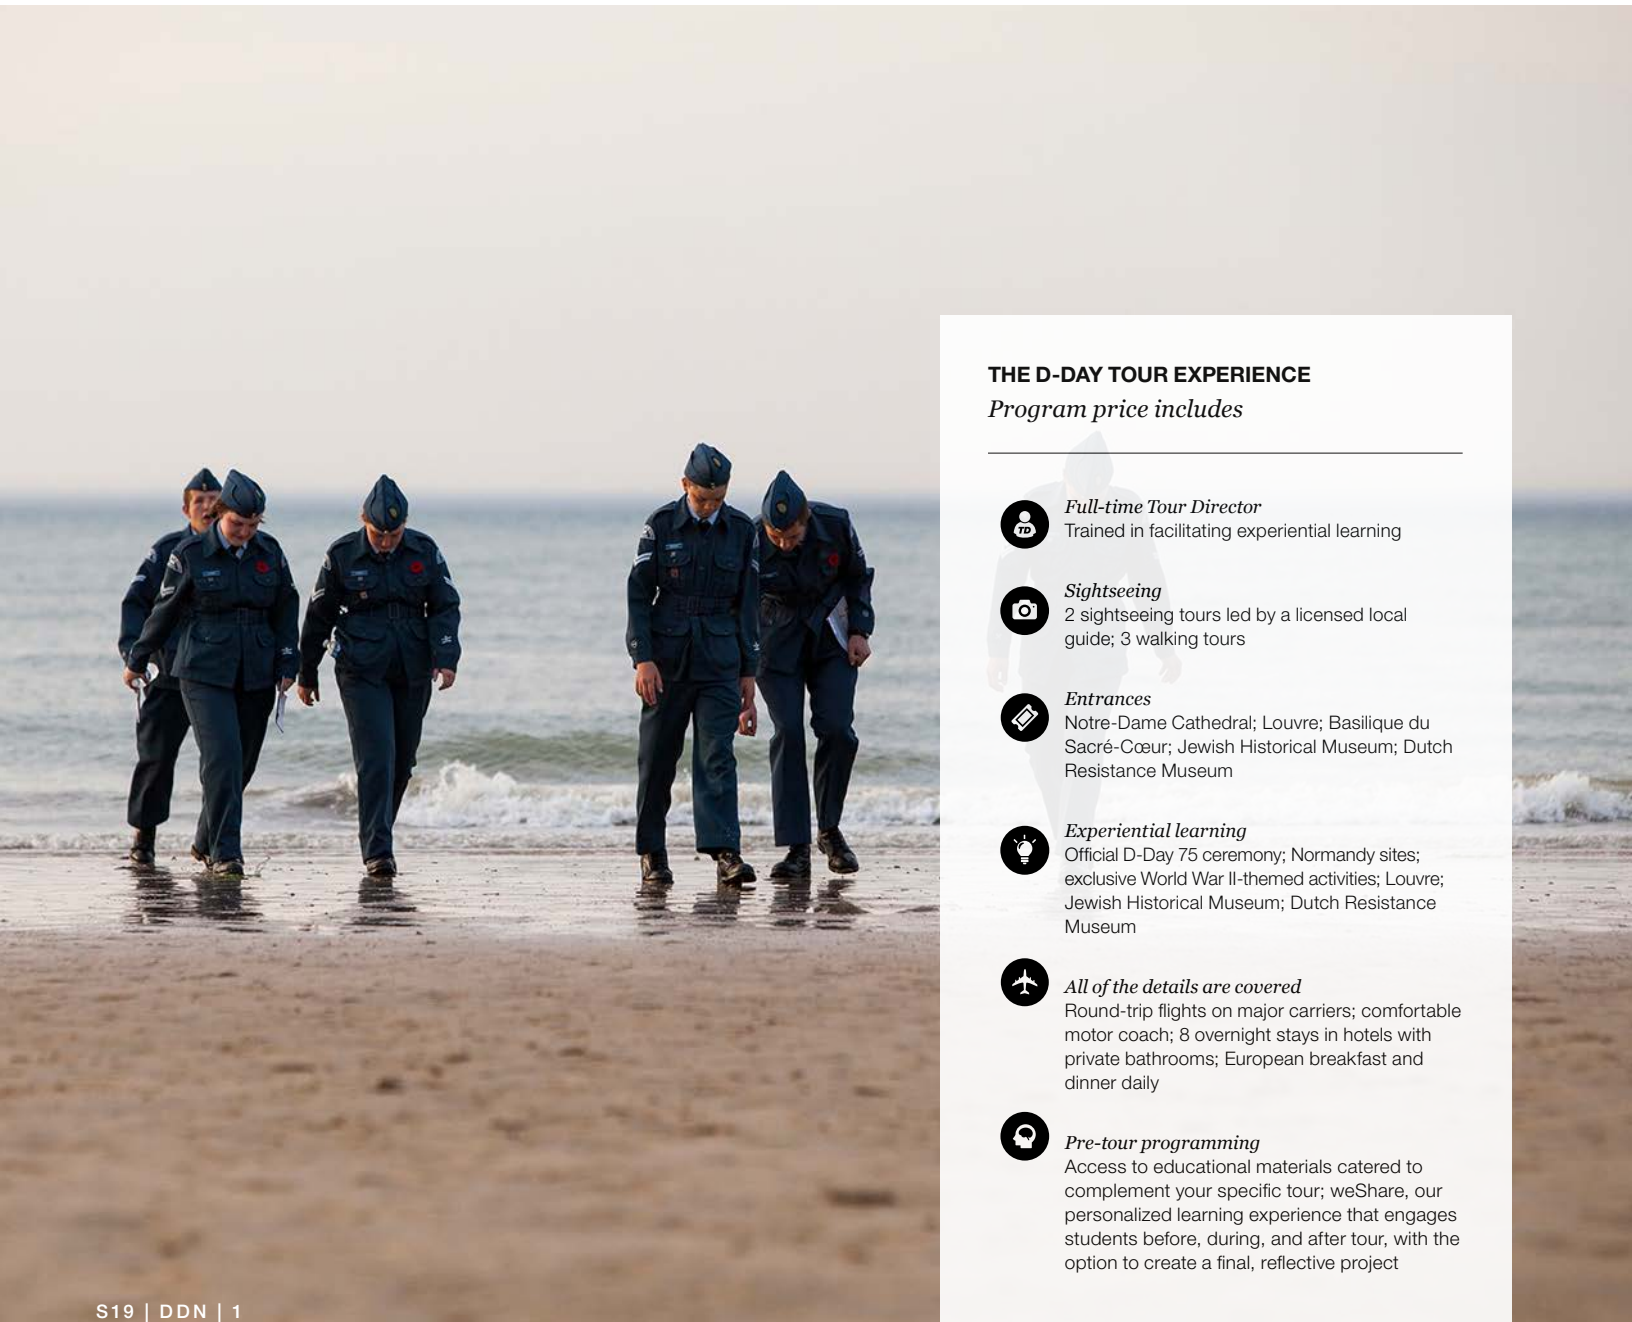 THE D-DAY TOUR EXPERIENCE
Program price includes
TD
Full-time Tour Director
Trained in facilitating experiential learning
Sightseeing
2 sightseeing tours led by a licensed local
guide; 3 walking tours
Entrances
Notre-Dame Cathedral; Louvre; Basilique du
Sacré-Cœur; Jewish Historical Museum; Dutch
Resistance Museum
Experiential learning
Official D-Day 75 ceremony; Normandy sites;
exclusive World War II-themed activities; Louvre;
Jewish Historical Museum; Dutch Resistance
Museum
All of the details are covered
Round-trip flights on major carriers; comfortable
motor coach; 8 overnight stays in hotels with
private bathrooms; European breakfast and
dinner daily
Pre-tour programming
Access to educational materials catered to
complement your specific tour; weShare, our
personalized learning experience that engages
students before, during, and after tour, with the
option to create a final, reflective project
S19 | DDN | 1